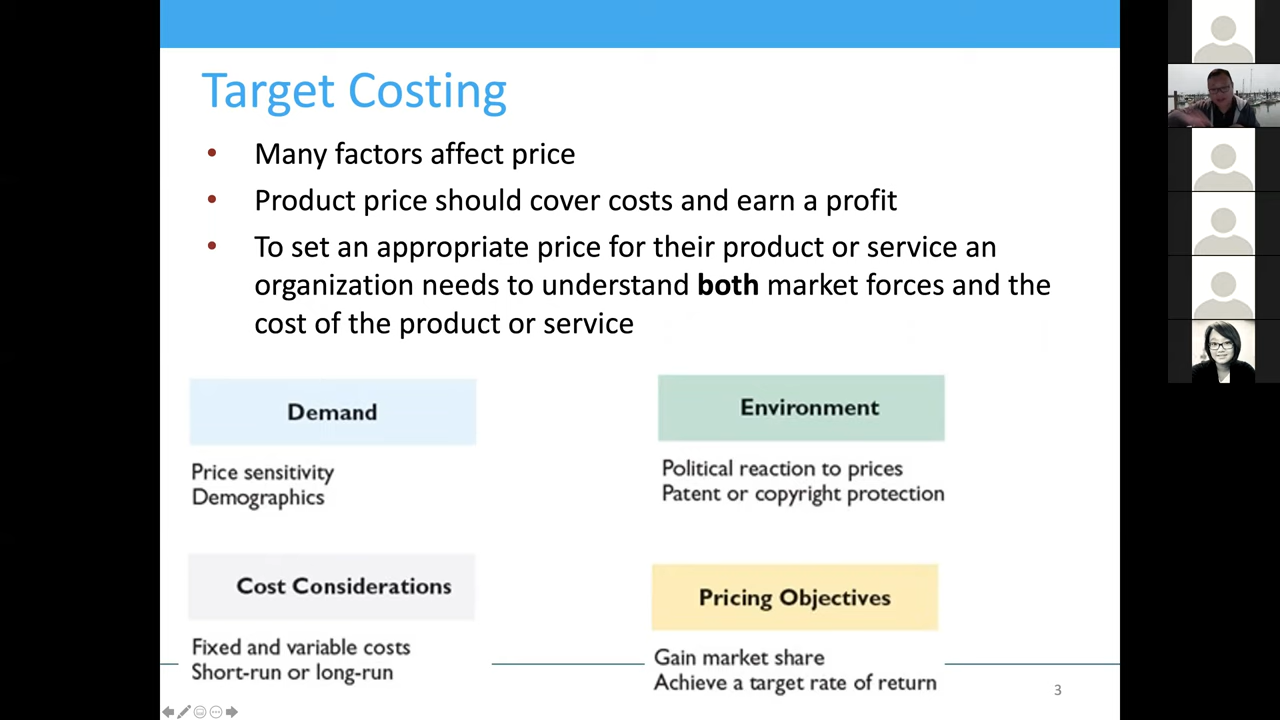 Target Costing
• Many factors affect price
• Product price should cover costs and earn a profit
• To set an appropriate price for their product or service an
organization needs to understand both market forces and the
cost of the product or service
Demand
Price sensitivity
Demographics
Environment
Political reaction to prices
Patent or copyright protection
Cost Considerations
Fixed and variable costs
Short-run or long-run
Pricing Objectives
Gain market share
Achieve a target rate of return
3